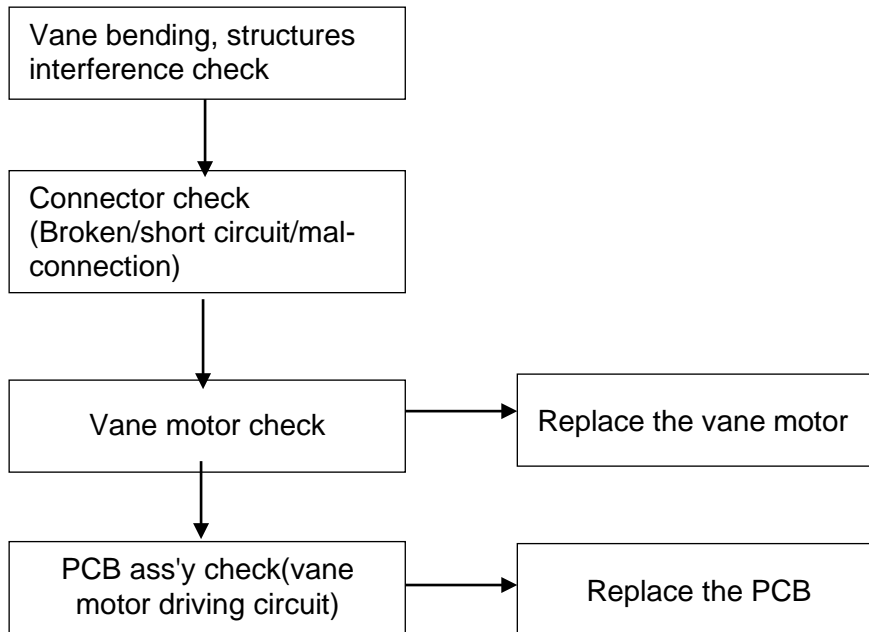 Vane bending, structures
interference check
Connector check
(Broken/short circuit/mal-
connection)
Vane motor check
Replace the vane motor
PCB ass'y check(vane
motor driving circuit)
Replace the PCB